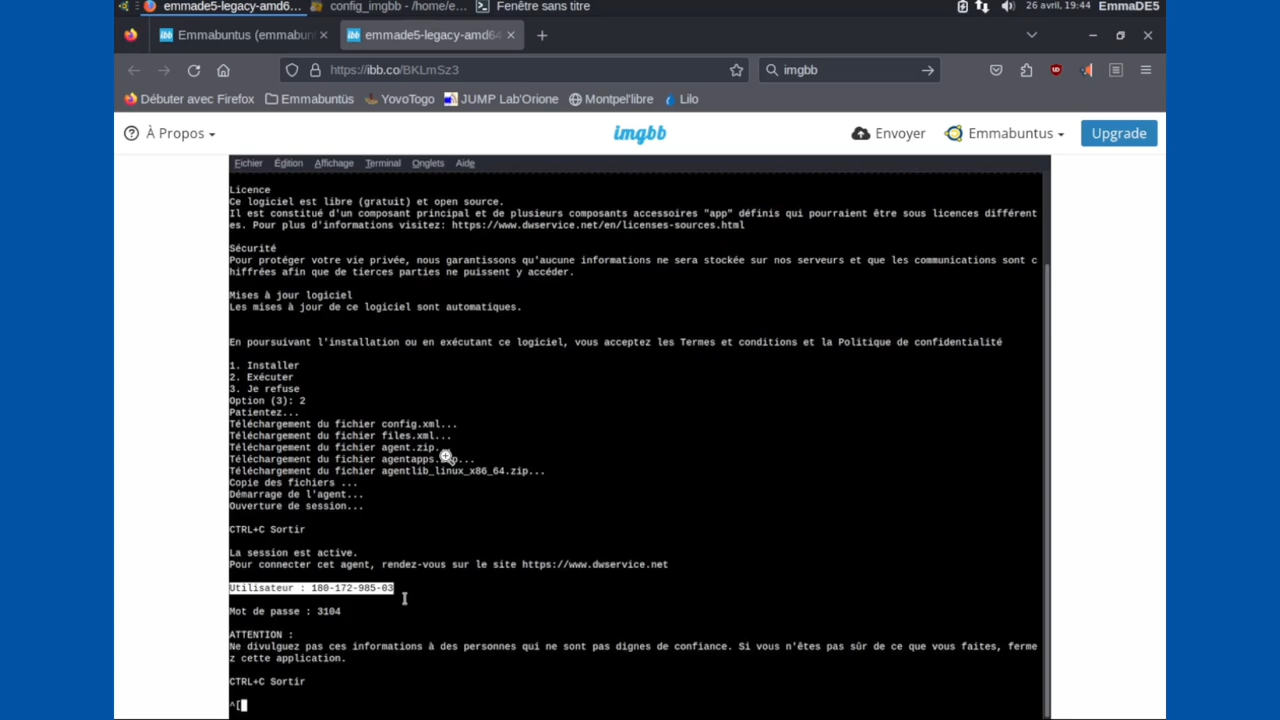 emmade5-legacy-amd6... config_imgbb - /home/e... Fenêtre sans titre 26 avril, 19:44 EmmaDE5
Emmabuntus (emmabun emmade5-legacy-amd64
https://ibb.co/BKLmSz3 imgbb
Débuter avec Firefox Emmabuntüs YovoTogo JUMP Lab'Orione Montpel'libre Lilo
À Propos imgbb Envoyer Emmabuntus Upgrade
Fichier Édition Affichage Terminal Onglets Aide
Licence
Ce logiciel est libre (gratuit) et open source.
Il est constitué d'un composant principal et de plusieurs composants accessoires "app" définis qui pourraient être sous licences différent
es. Pour plus d'informations visitez: https://www.dwservice.net/en/licenses-sources.html
Sécurité
Pour protéger votre vie privée, nous garantissons qu'aucune informations ne sera stockée sur nos serveurs et que les communications sont c
hiffrées afin que de tierces parties ne puissent y accéder.
Mises à jour logiciel
Les mises à jour de ce logiciel sont automatiques.
En poursuivant l'installation ou en exécutant ce logiciel, vous acceptez les Termes et conditions et la Politique de confidentialité
1. Installer
2. Exécuter
3. Je refuse
Option (3): 2
Patientez...
Téléchargement du fichier config.xml...
Téléchargement du fichier files.xml...
Téléchargement du fichier agent.zip.
Téléchargement du fichier agentapps. p...
Téléchargement du fichier agentlib_linux_x86_64.zip...
Copie des fichiers ...
Démarrage de l'agent...
Ouverture de session...
CTRL+C Sortir
La session est active.
Pour connecter cet agent, rendez-vous sur le site https://www.dwservice.net
Utilisateur : 180-172-985-03
Mot de passe : 3104
ATTENTION :
Ne divulguez pas ces informations à des personnes qui ne sont pas dignes de confiance. Si vous n'êtes pas sûr de ce que vous faites, ferme
z cette application.
CTRL+C Sortir
^[